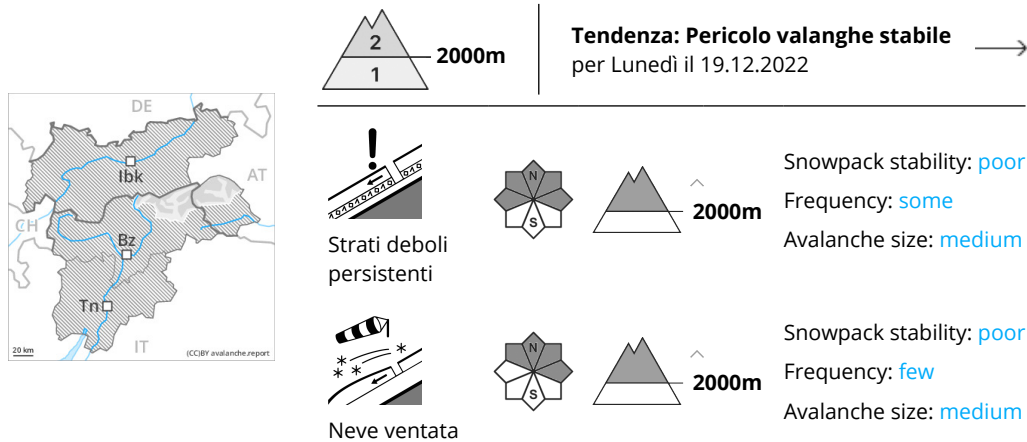 2
1
2000m
Tendenza: Pericolo valanghe stabile
per Lunedì il 19.12.2022
DE
Ibk
AT
CH
Bz
Tn
IT
20 km
(CC)BY avalanche.report
N
S
2000m
Snowpack stability: poor
Frequency: some
Avalanche size: medium
Strati deboli
persistenti
N
S
2000m
Snowpack stability: poor
Frequency: few
Avalanche size: medium
Neve ventata